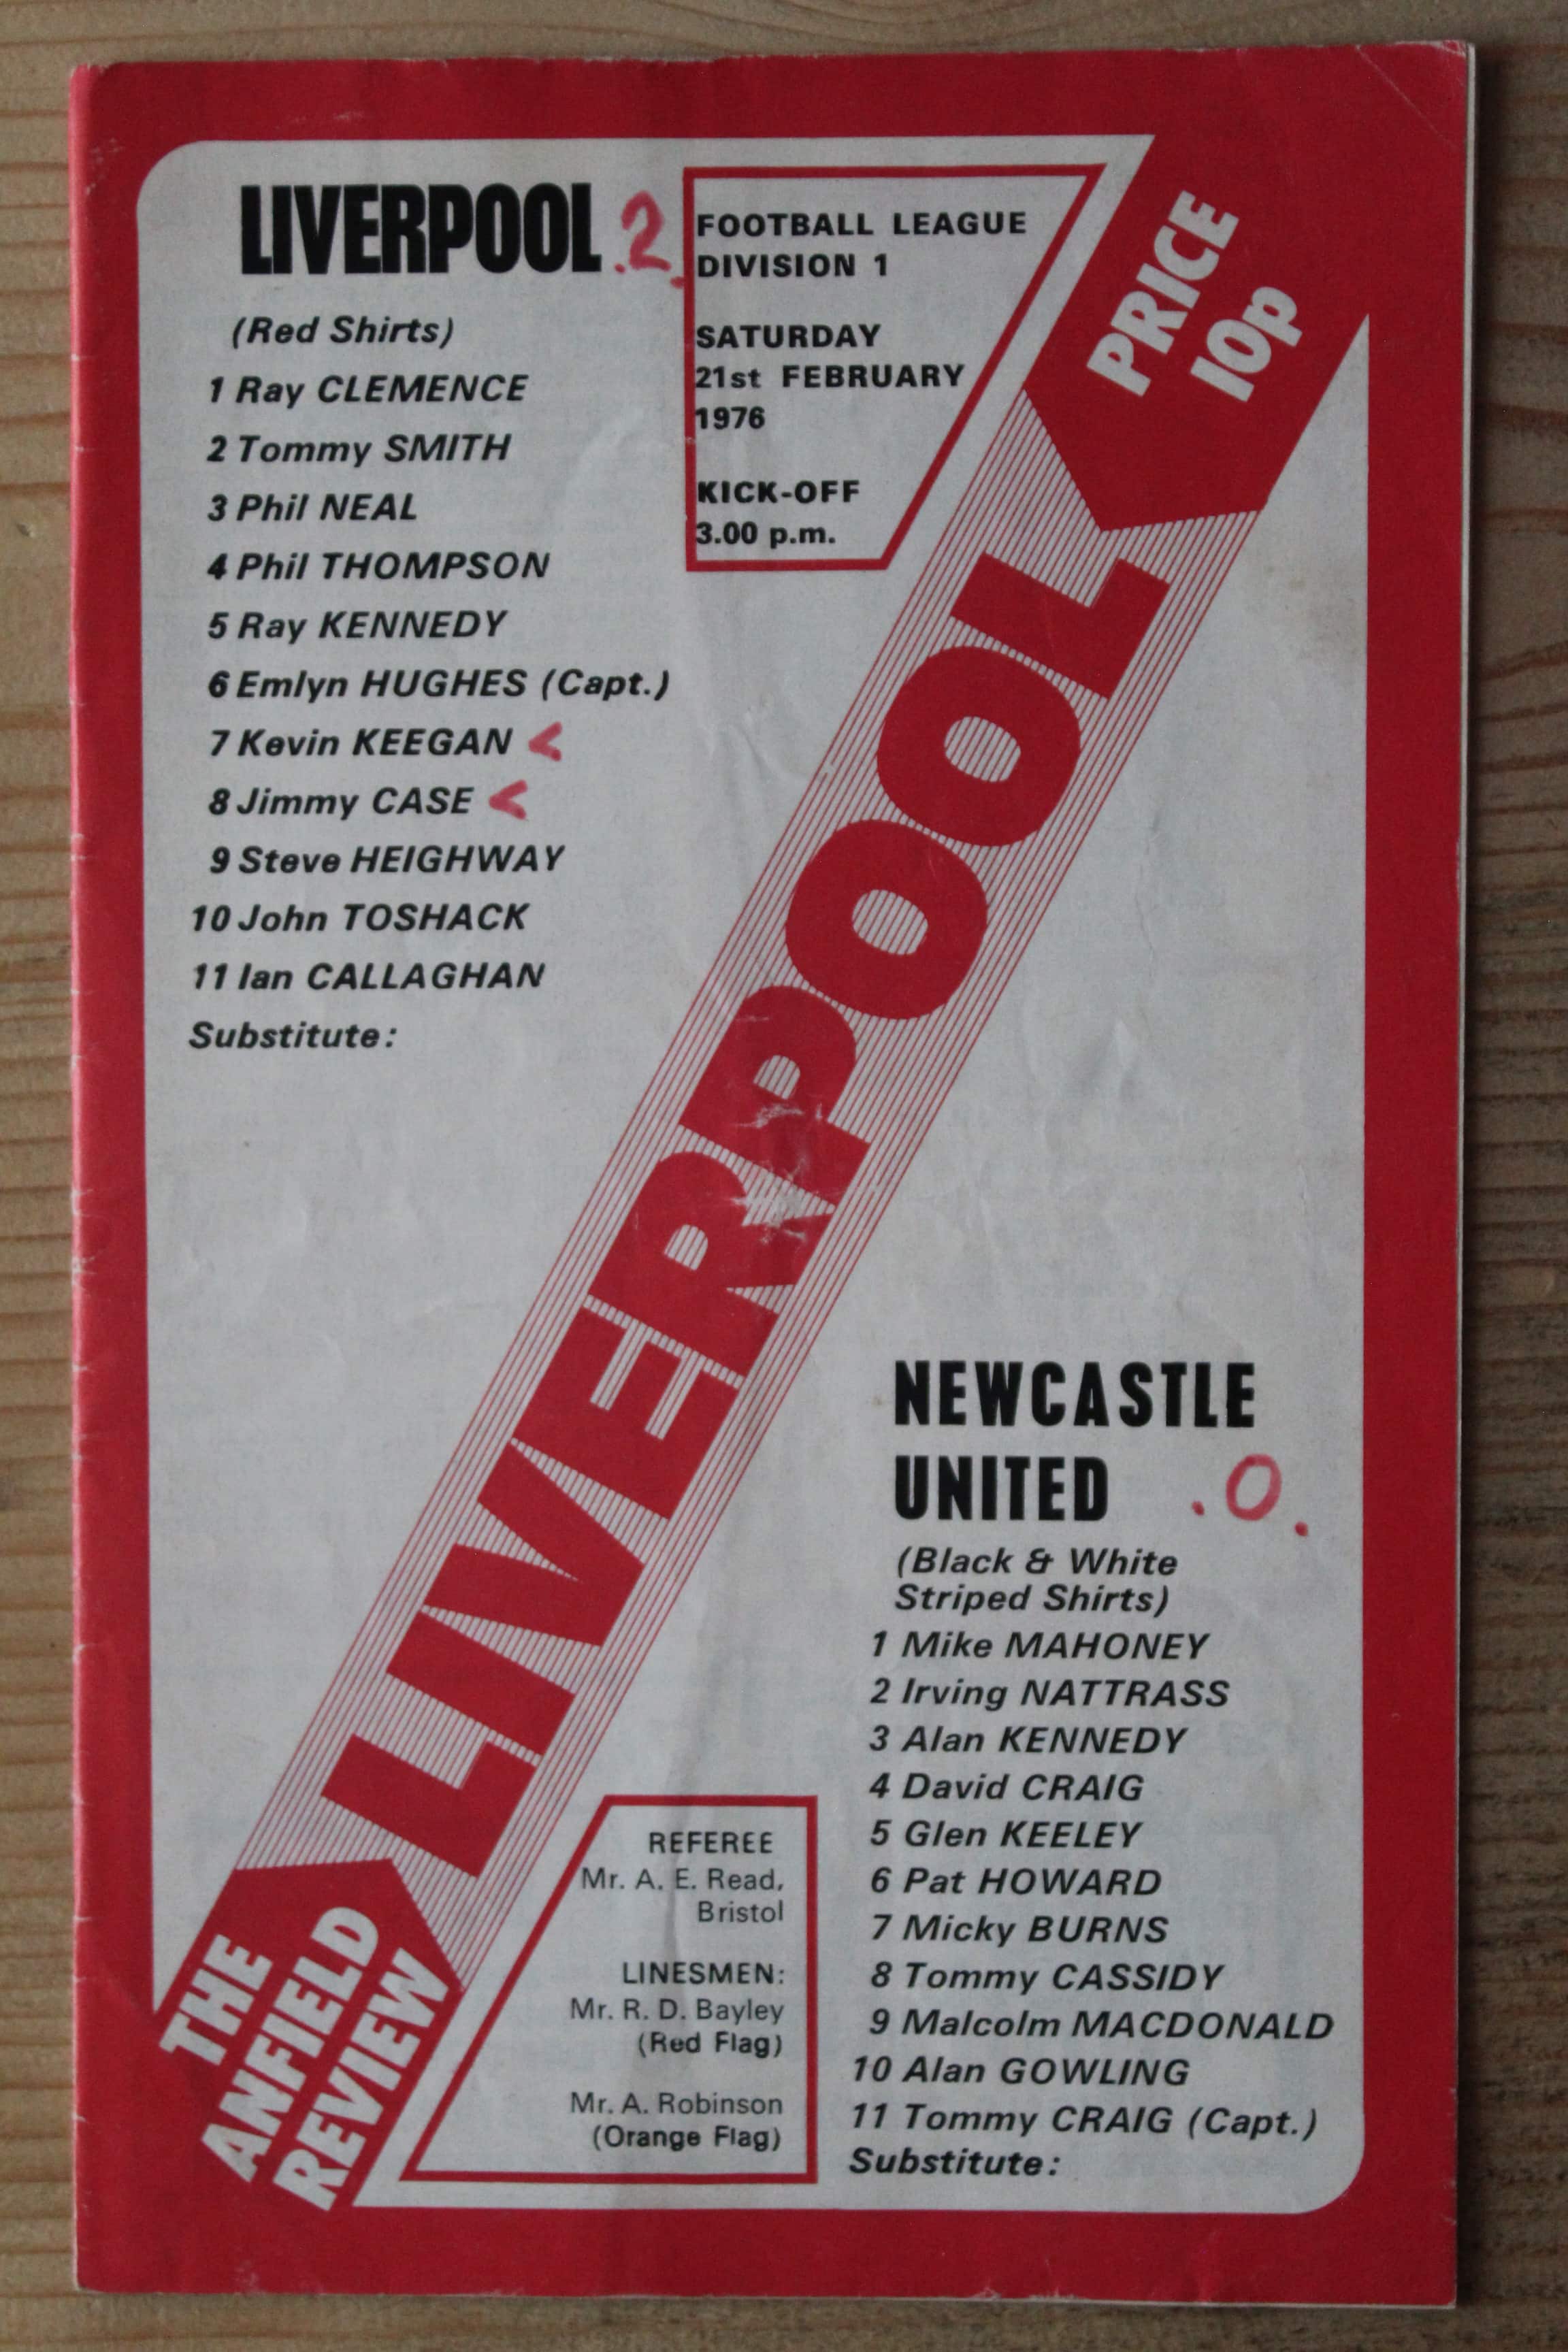 LIVERPOOL .2.
(Red Shirts)
1 Ray CLEMENCE
2 Tommy SMITH
3 Phil NEAL
4 Phil THOMPSON
5 Ray KENNEDY
6 Emlyn HUGHES (Capt.)
7 Kevin KEEGAN <
8 Jimmy CASE <
9 Steve HEIGHWAY
10 John TOSHACK
11 Ian CALLAGHAN
Substitute:
FOOTBALL LEAGUE
DIVISION 1
SATURDAY
21st FEBRUARY
1976
KICK-OFF
3.00 p.m.
PRICE
10p
LIVERPOOL
THE
ANFIELD
REVIEW
NEWCASTLE
UNITED .0.
(Black & White
Striped Shirts)
1 Mike MAHONEY
2 Irving NATTRASS
3 Alan KENNEDY
4 David CRAIG
5 Glen KEELEY
6 Pat HOWARD
7 Micky BURNS
8 Tommy CASSIDY
9 Malcolm MACDONALD
10 Alan GOWLING
11 Tommy CRAIG (Capt.)
Substitute:
REFEREE
Mr. A. E. Read,
Bristol
LINESMEN:
Mr. R. D. Bayley
(Red Flag)
Mr. A. Robinson
(Orange Flag)